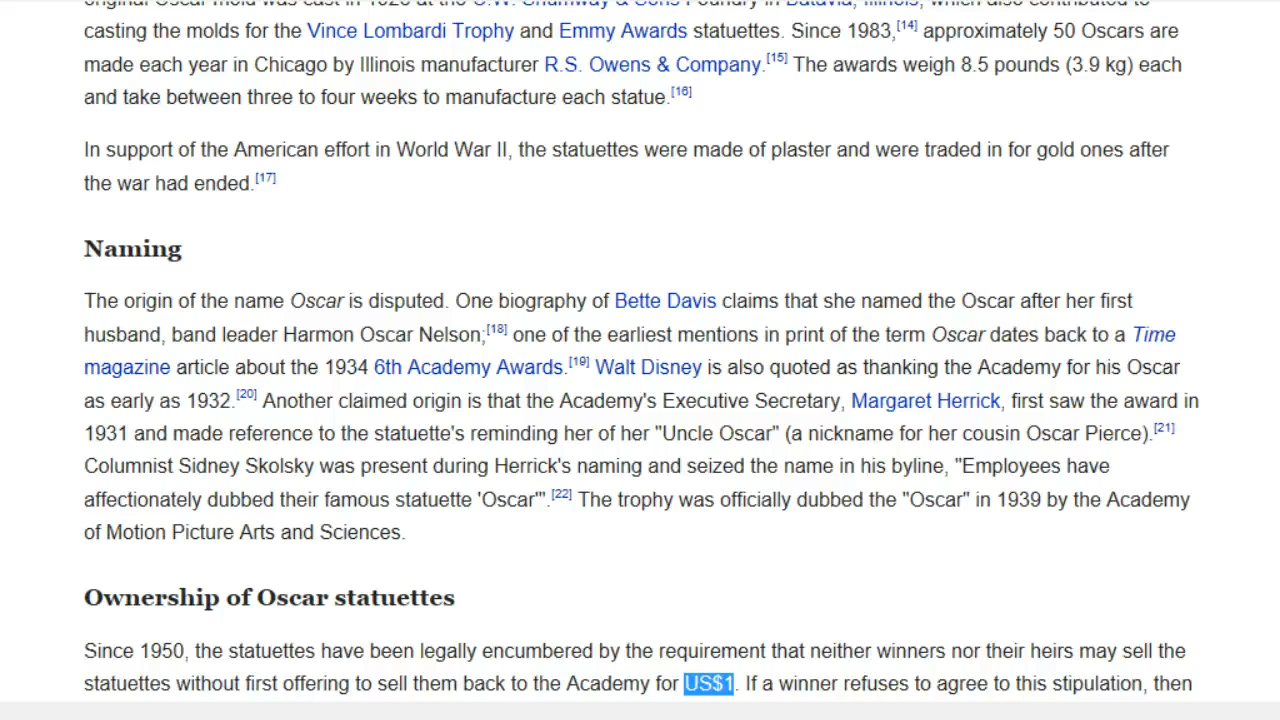 casting the molds for the Vince Lombardi Trophy and Emmy Awards statuettes. Since 1983,[14] approximately 50 Oscars are
made each year in Chicago by Illinois manufacturer R.S. Owens & Company.[15] The awards weigh 8.5 pounds (3.9 kg) each
and take between three to four weeks to manufacture each statue.[16]
In support of the American effort in World War II, the statuettes were made of plaster and were traded in for gold ones after
the war had ended.[17]
Naming
The origin of the name Oscar is disputed. One biography of Bette Davis claims that she named the Oscar after her first
husband, band leader Harmon Oscar Nelson;[18] one of the earliest mentions in print of the term Oscar dates back to a Time
magazine article about the 1934 6th Academy Awards.[19] Walt Disney is also quoted as thanking the Academy for his Oscar
as early as 1932.[20] Another claimed origin is that the Academy's Executive Secretary, Margaret Herrick, first saw the award in
1931 and made reference to the statuette's reminding her of her "Uncle Oscar" (a nickname for her cousin Oscar Pierce).[21]
Columnist Sidney Skolsky was present during Herrick's naming and seized the name in his byline, "Employees have
affectionately dubbed their famous statuette 'Oscar'".[22] The trophy was officially dubbed the "Oscar" in 1939 by the Academy
of Motion Picture Arts and Sciences.
Ownership of Oscar statuettes
Since 1950, the statuettes have been legally encumbered by the requirement that neither winners nor their heirs may sell the
statuettes without first offering to sell them back to the Academy for US$1. If a winner refuses to agree to this stipulation, then